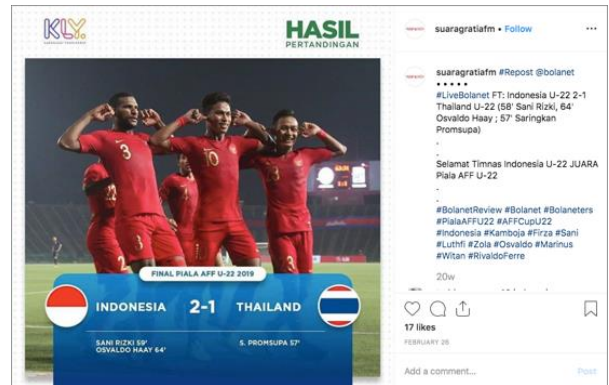 KLY.
HASIL
PERTANDINGAN
3
10
FINAL PIALA AFF U-22 2019
INDONESIA 2-1 THAILAND
SANI RIZKI 59' S. PROMSUPA 57'
OSVALDO HAAY 64'
suaragratiafm • Follow
suaragratiafm #Repost @bolanet
• • • • •
#LiveBolanet FT: Indonesia U-22 2-1
Thailand U-22 (58' Sani Rizki, 64'
Osvaldo Haay ; 57' Saringkan
Promsupa)
.
.
Selamat Timnas Indonesia U-22 JUARA
Piala AFF U-22
.
.
#BolanetReview #Bolanet #Bolaneters
#PialaAFFU22 #AFFCupU22
#Indonesia #Kamboja #Firza #Sani
#Luthfi #Zola #Osvaldo #Marinus
#Witan #RivaldoFerre
20w
17 likes
FEBRUARY 26
Add a comment... Post